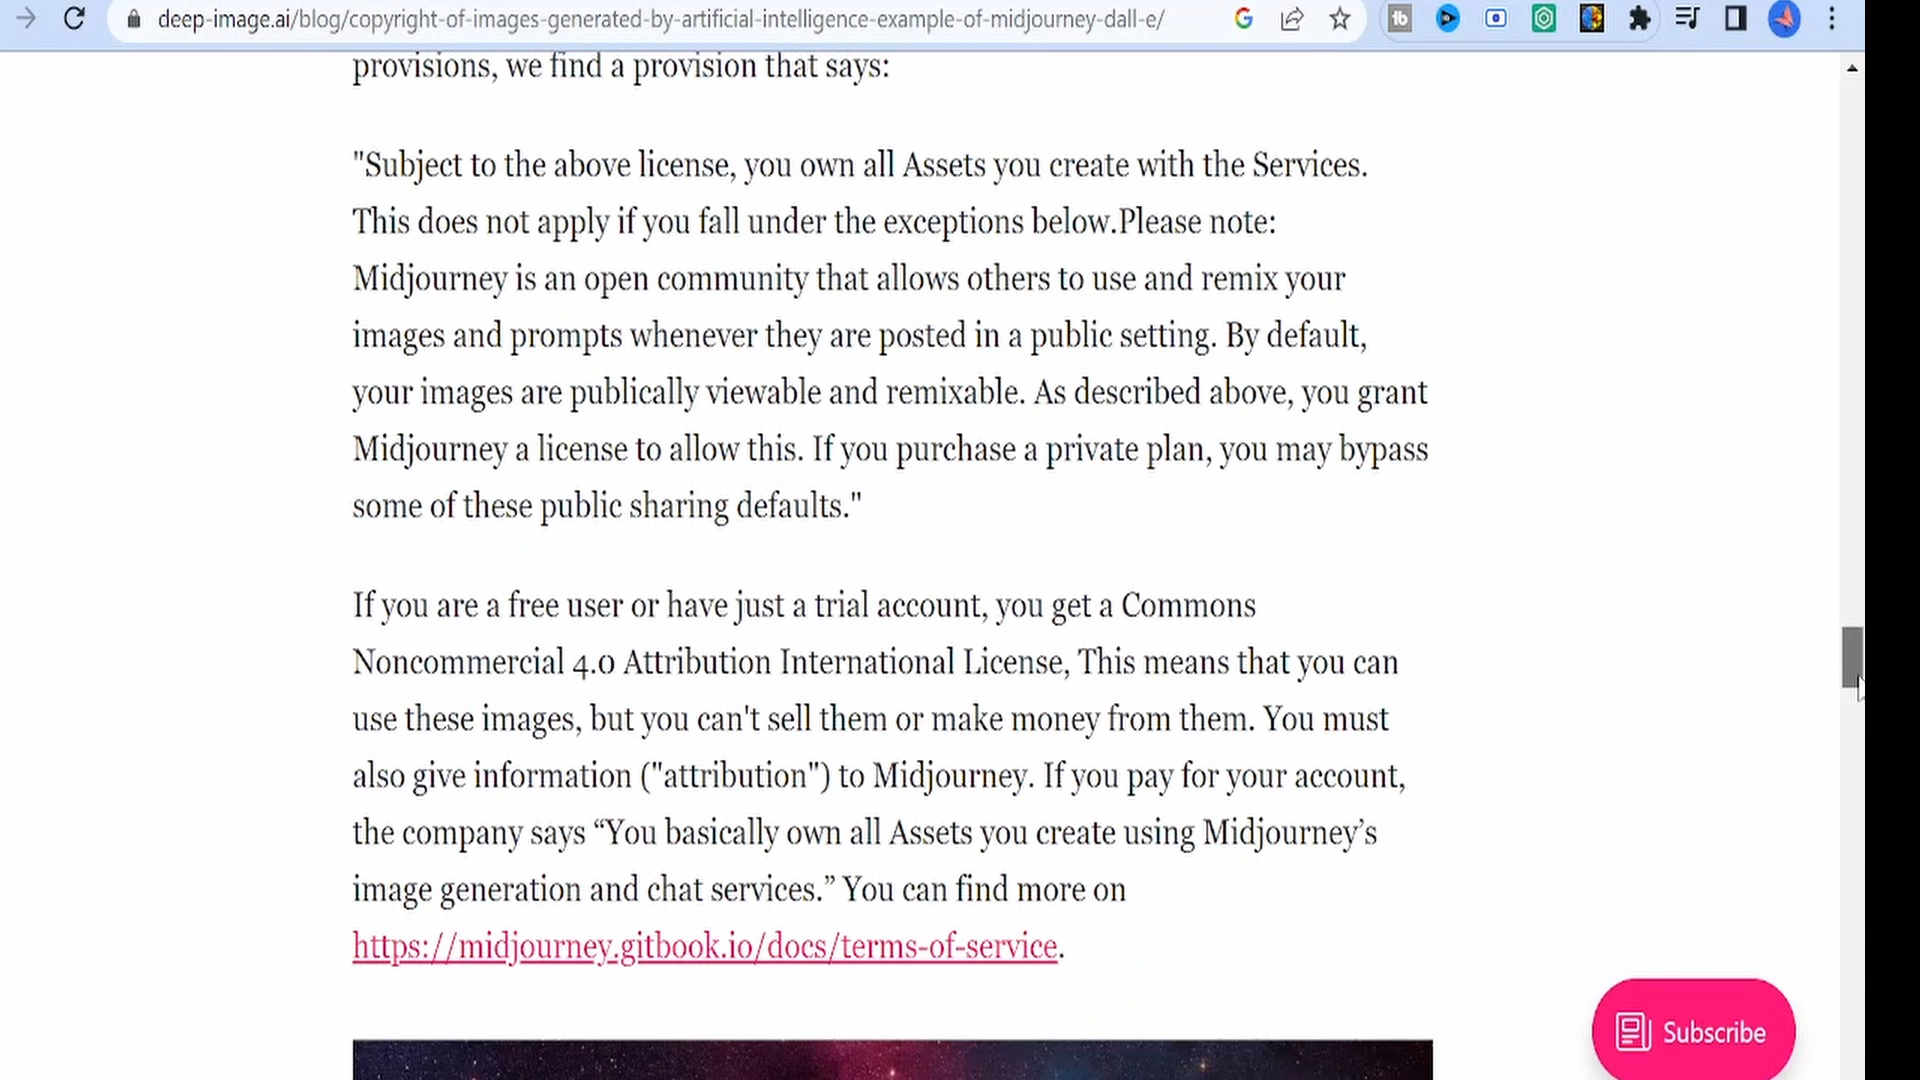 deep-image.ai/blog/copyright-of-images-generated-by-artificial-intelligence-example-of-midjourney-dall-e/
provisions, we find a provision that says:
"Subject to the above license, you own all Assets you create with the Services.
This does not apply if you fall under the exceptions below.Please note:
Midjourney is an open community that allows others to use and remix your
images and prompts whenever they are posted in a public setting. By default,
your images are publically viewable and remixable. As described above, you grant
Midjourney a license to allow this. If you purchase a private plan, you may bypass
some of these public sharing defaults."
If you are a free user or have just a trial account, you get a Commons
Noncommercial 4.0 Attribution International License, This means that you can
use these images, but you can't sell them or make money from them. You must
also give information ("attribution") to Midjourney. If you pay for your account,
the company says “You basically own all Assets you create using Midjourney’s
image generation and chat services.” You can find more on
https://midjourney.gitbook.io/docs/terms-of-service.
Subscribe